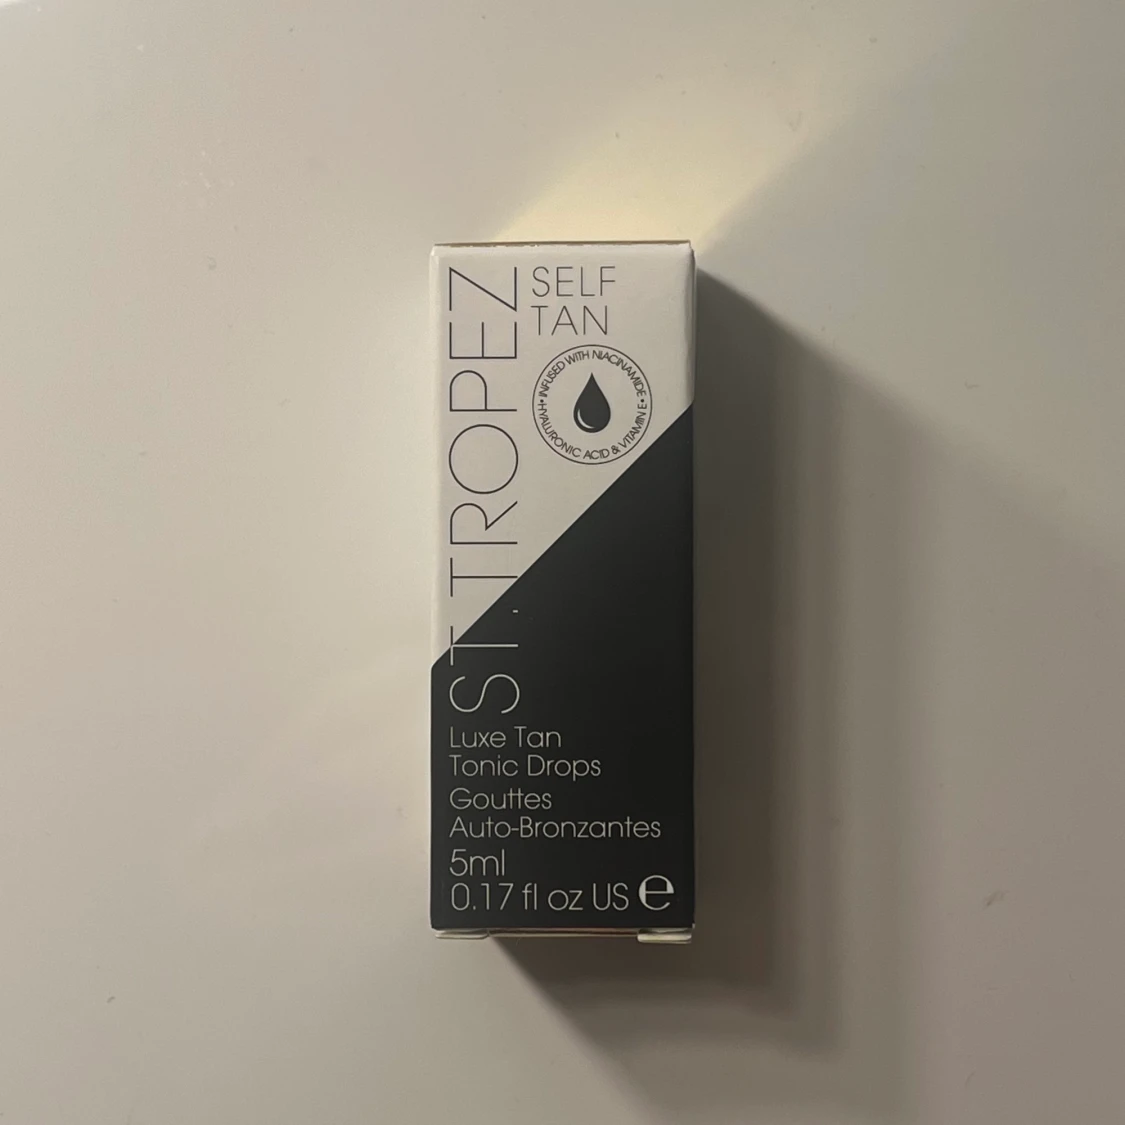 ST.TROPEZ
SELF
TAN
INFUSED WITH NIACINAMIDE • HYALURONIC ACID & VITAMIN E •
Luxe Tan
Tonic Drops
Gouttes
Auto-Bronzantes
5ml
0.17 fl oz US ℮